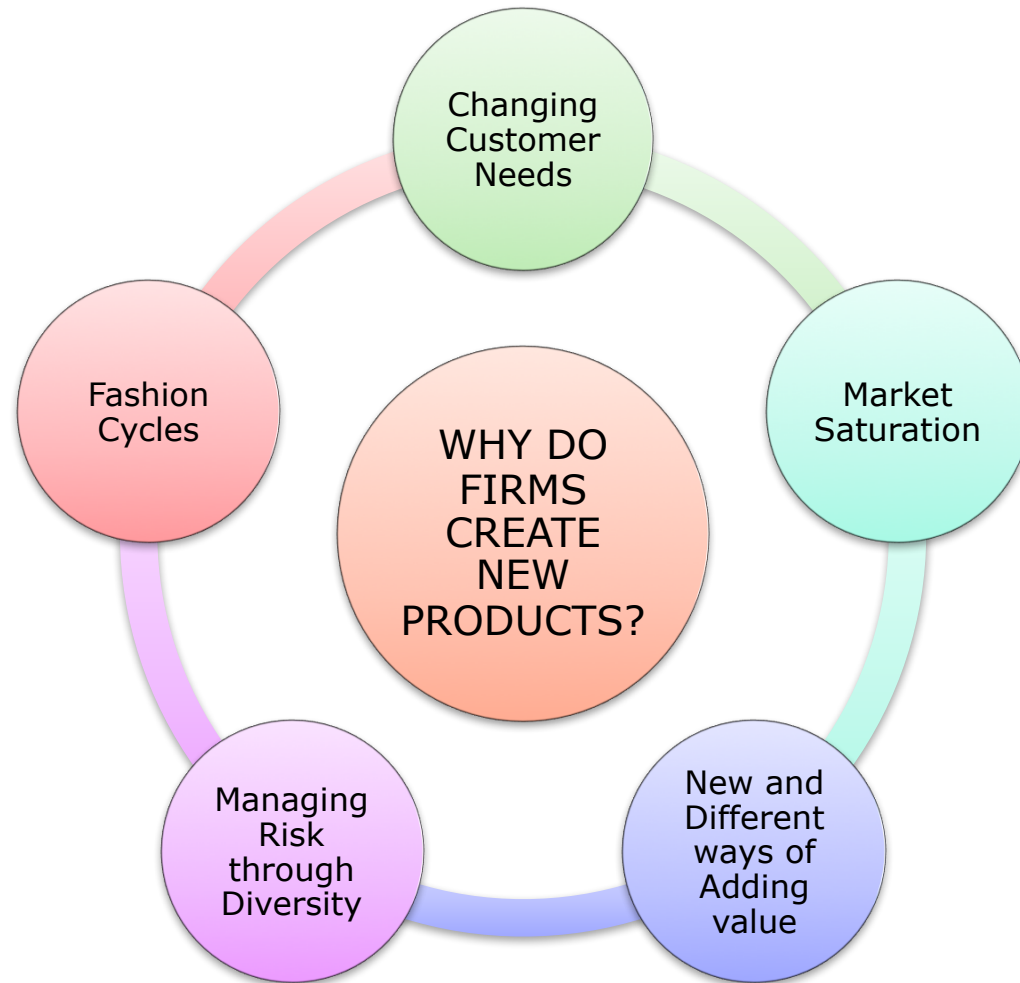 Changing
Customer
Needs
Fashion
Cycles
Market
Saturation
WHY DO
FIRMS
CREATE
NEW
PRODUCTS?
Managing
Risk
through
Diversity
New and
Different
ways of
Adding
value